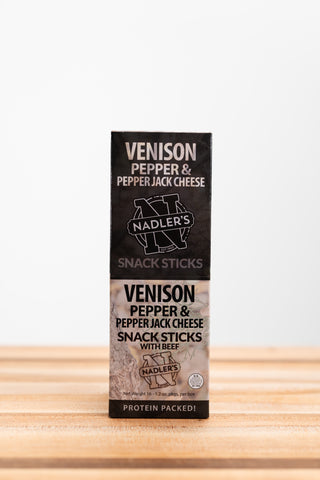 VENISON
PEPPER &
PEPPER JACK CHEESE
NADLER'S
SNACK STICKS
VENISON
PEPPER &
PEPPER JACK CHEESE
SNACK STICKS
WITH BEEF
NADLER'S
PROTEIN PACKED!